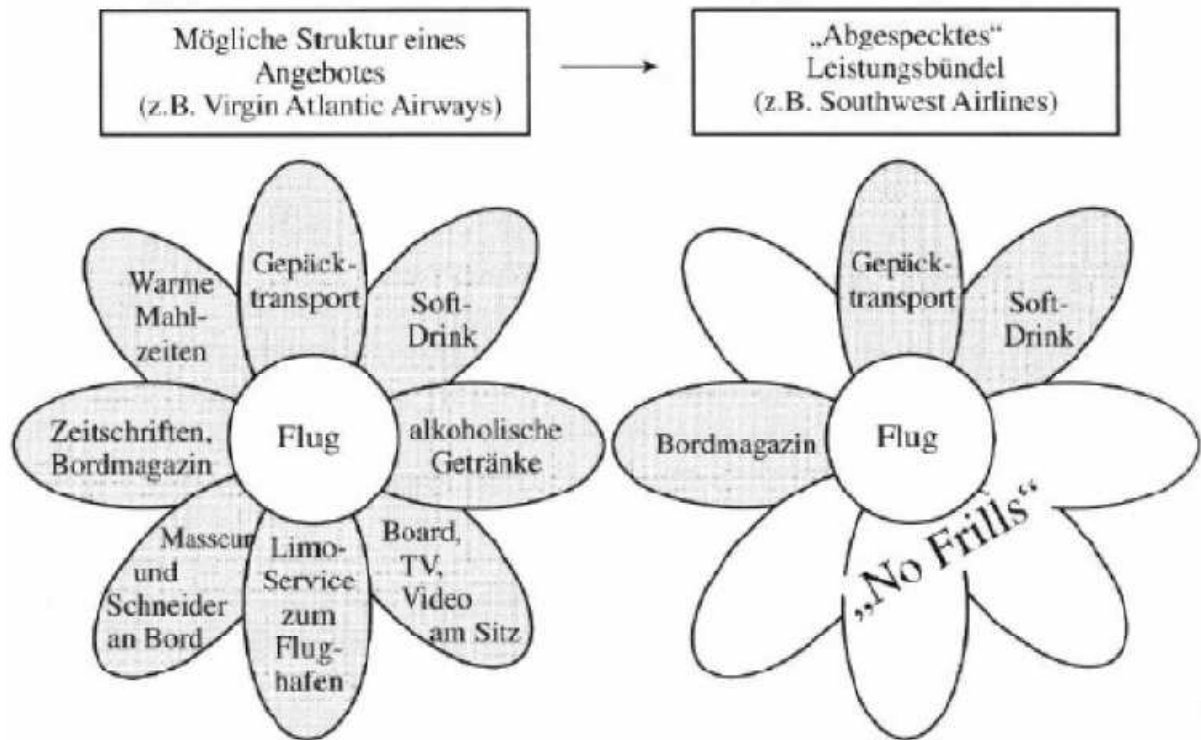 Mögliche Struktur eines
Angebotes
(z.B. Virgin Atlantic Airways)
„Abgespecktes“
Leistungsbündel
(z.B. Southwest Airlines)
Warme
Mahl-
zeiten
Gepäck-
transport
Soft-
Drink
Zeitschriften,
Bordmagazin
Flug
alkoholische
Getränke
Masseur
und
Schneider
an Bord
Limo-
Service
zum
Flug-
hafen
Board,
TV,
Video
am Sitz
Gepäck-
transport
Soft-
Drink
Bordmagazin
Flug
„No Frills“